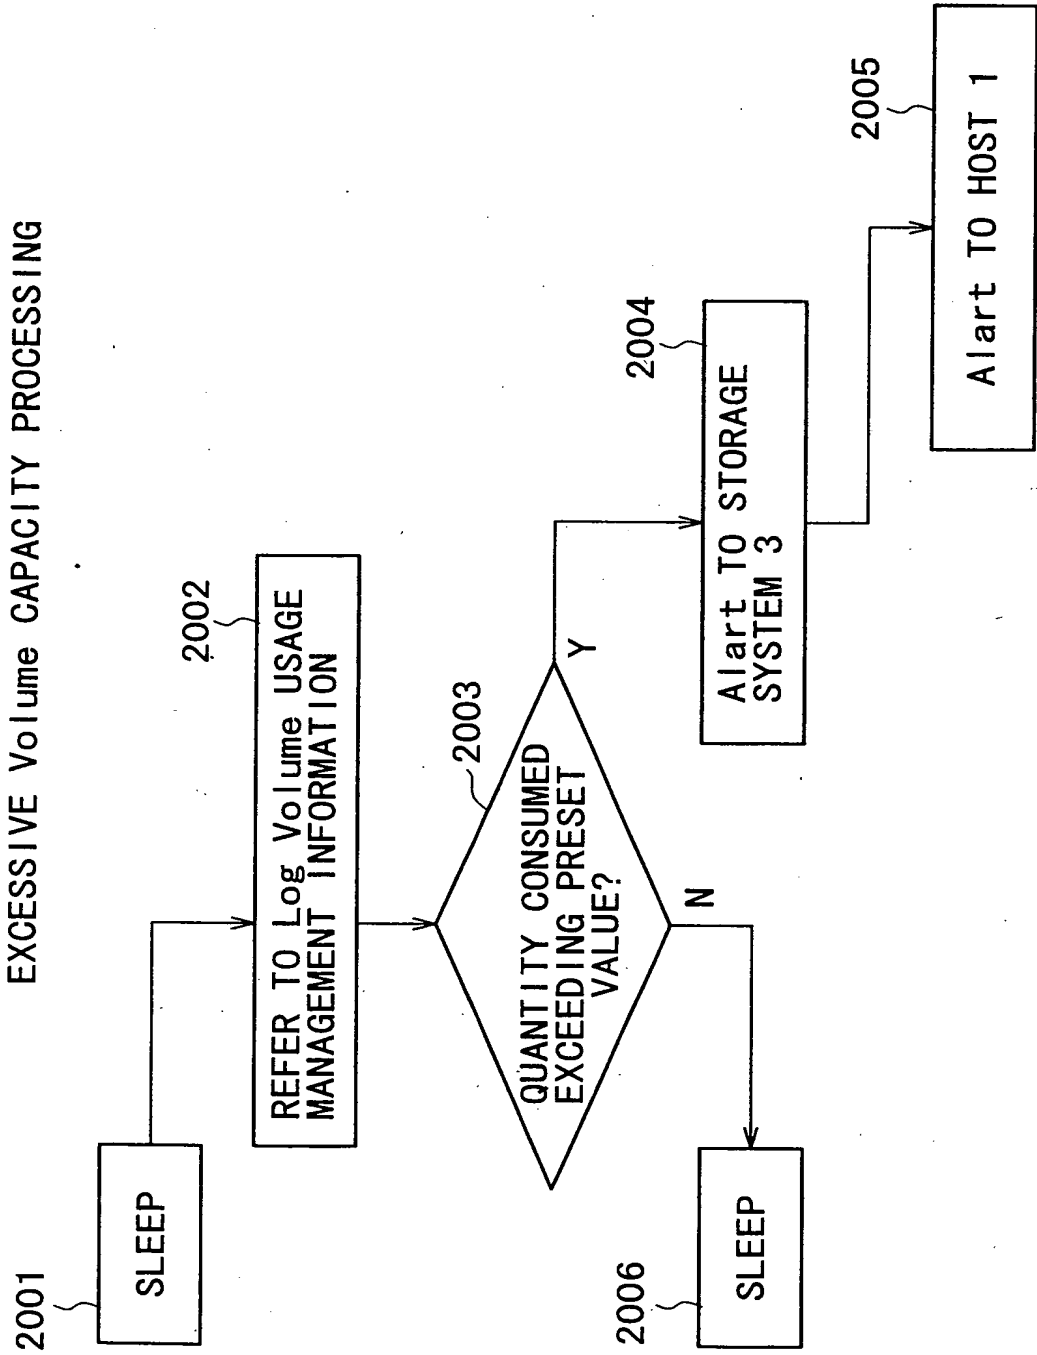 EXCESSIVE Volume CAPACITY PROCESSING
2001
SLEEP
2002
REFER TO Log Volume USAGE
MANAGEMENT INFORMATION
2003
QUANTITY CONSUMED
EXCEEDING PRESET
VALUE?
Y
N
2004
Alart TO STORAGE
SYSTEM 3
2005
Alart TO HOST 1
2006
SLEEP